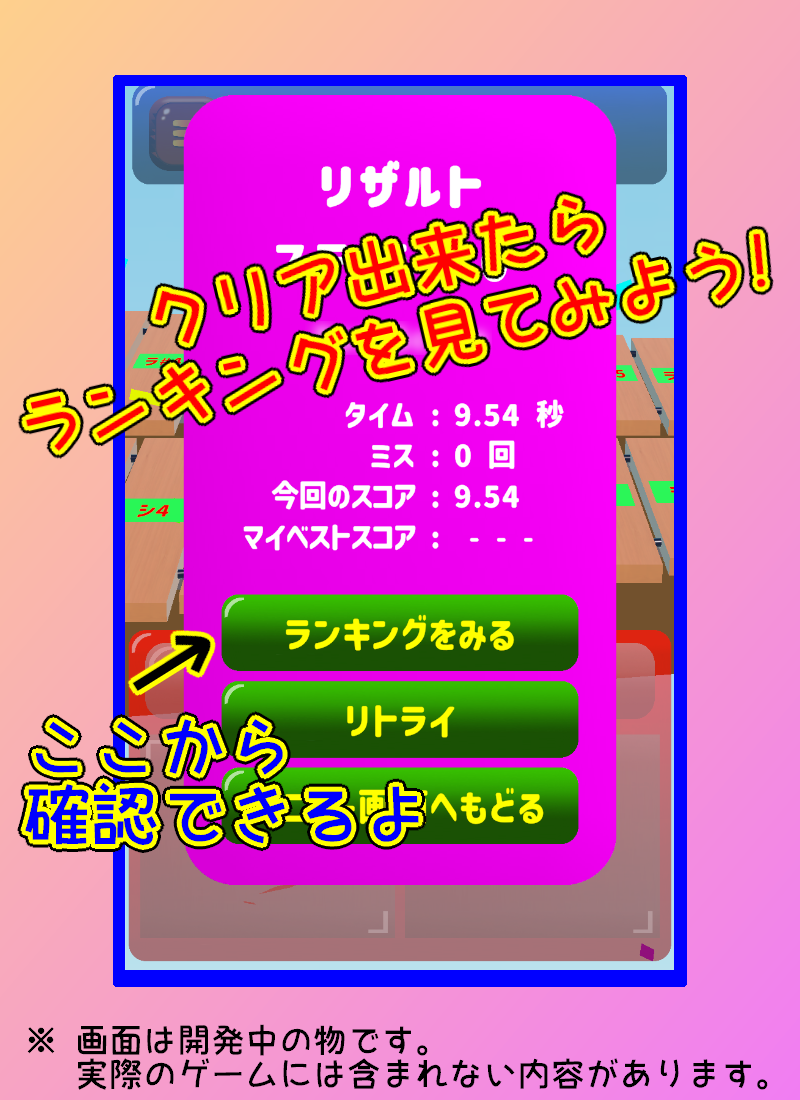 リザルト
クリア出来たら
ランキングを見てみよう!
タイム : 9.54 秒
ミス : 0 回
今回のスコア : 9.54
マイベストスコア : - - -
シ4
ランキングをみる
リトライ
へもどる
ここから
確認できるよ
※ 画面は開発中の物です。
実際のゲームには含まれない内容があります。